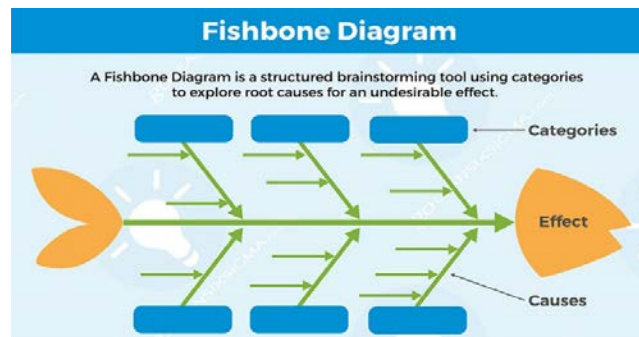 Fishbone Diagram
A Fishbone Diagram is a structured brainstorming tool using categories
to explore root causes for an undesirable effect.
Categories
Effect
Causes